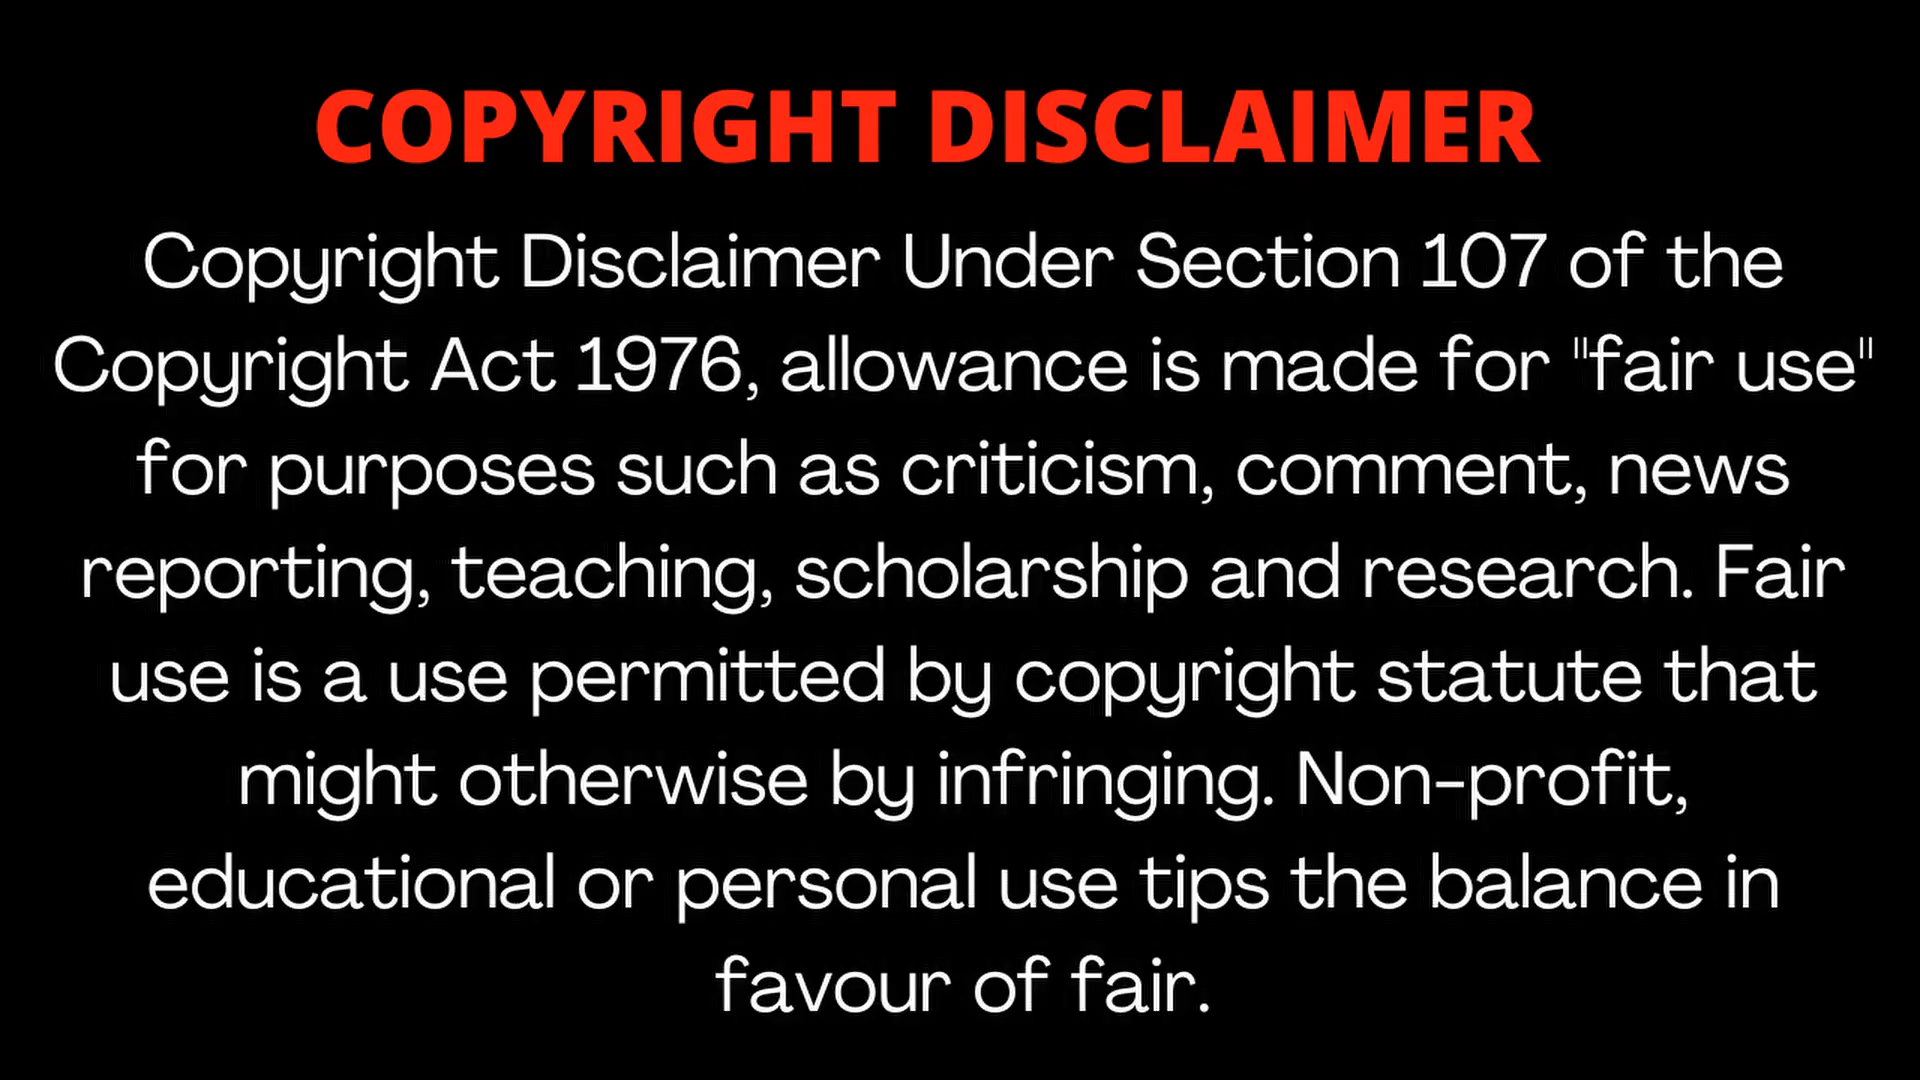 COPYRIGHT DISCLAIMER
Copyright Disclaimer Under Section 107 of the
Copyright Act 1976, allowance is made for "fair use"
for purposes such as criticism, comment, news
reporting, teaching, scholarship and research. Fair
use is a use permitted by copyright statute that
might otherwise by infringing. Non-profit,
educational or personal use tips the balance in
favour of fair.